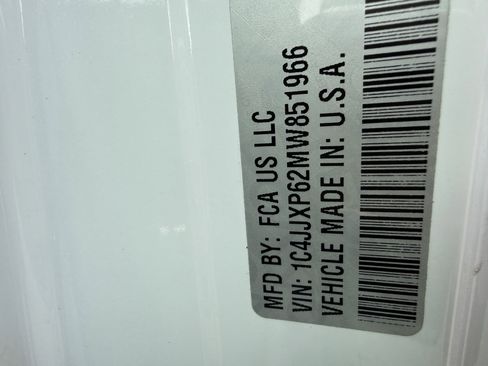 MFD BY: FCA US LLC
VIN: 1C4JJXP62MW851966
VEHICLE MADE IN: U.S.A.